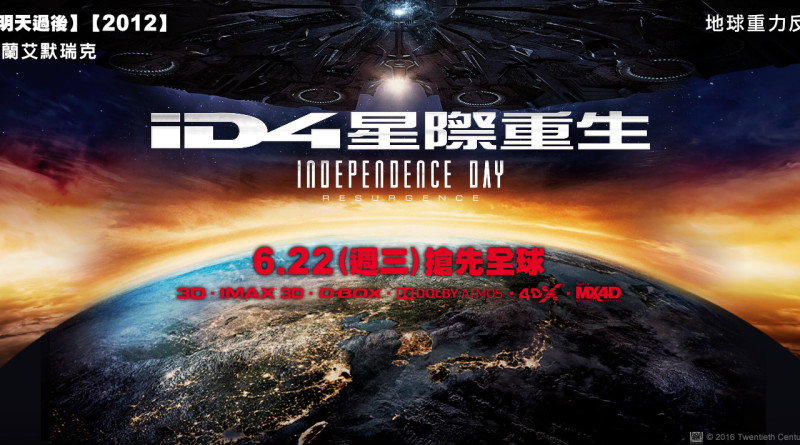 明天過後】【2012】
蘭艾默瑞克
地球重力反
ID4星際重生
INDEPENDENCE DAY
RESURGENCE
6.22(週三)搶先全球
3D · IMAX 3D · D-BOX · DOLBY ATMOS · 4DX · MX4D
© 2016 Twentieth Centu